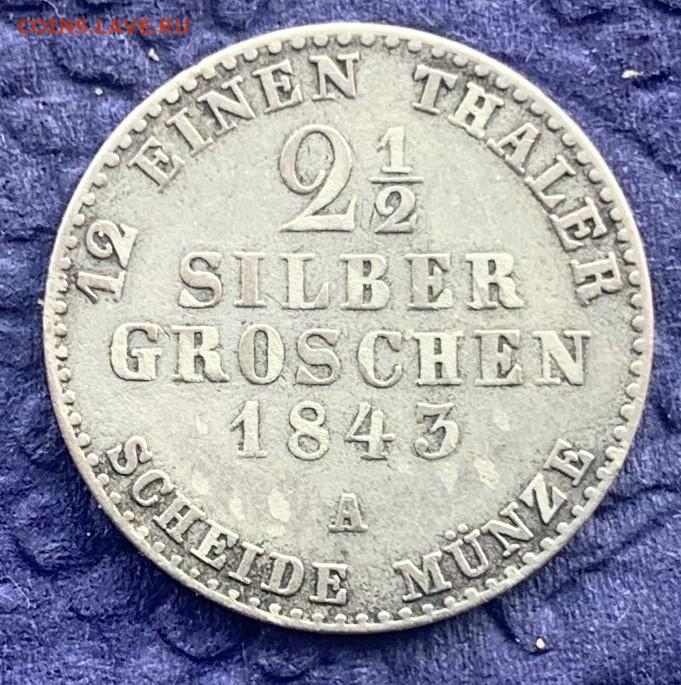 COINS.LAVE.RU
12 EINEN THALER
2 1/2
SILBER
GROSCHEN
1843
A
SCHEIDE MÜNZE